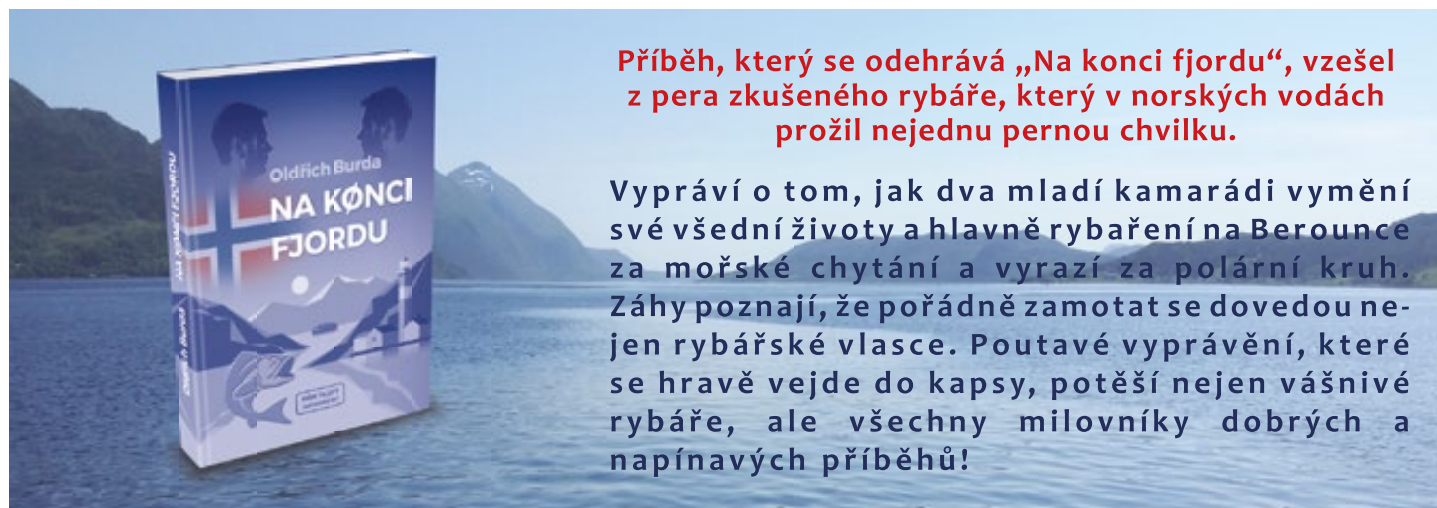 Oldřich Burda
NA KØNCI
FJORDU
Příběh, který se odehrává „Na konci fjordu“, vzešel
z pera zkušeného rybáře, který v norských vodách
prožil nejednu pernou chvilku.
Vypráví o tom, jak dva mladí kamarádi vymění
své všední životy a hlavně rybaření na Berounce
za mořské chytání a vyrazí za polární kruh.
Záhy poznají, že pořádně zamotat se dovedou ne-
jen rybářské vlasce. Poutavé vyprávění, které
se hravě vejde do kapsy, potěší nejen vášnivé
rybáře, ale všechny milovníky dobrých a
napínavých příběhů!